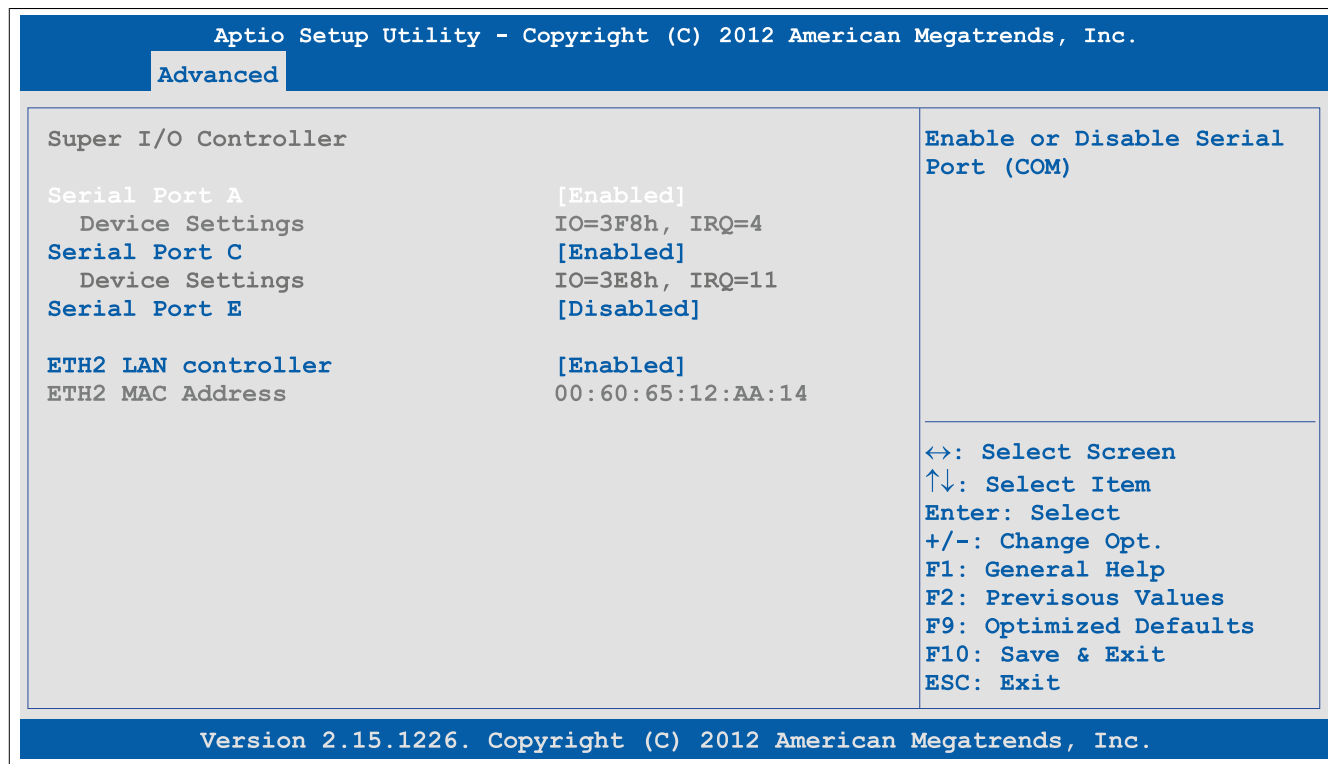 Aptio Setup Utility - Copyright (C) 2012 American Megatrends, Inc.
Advanced
Super I/O Controller
Serial Port A [Enabled]
Device Settings IO=3F8h, IRQ=4
Serial Port C [Enabled]
Device Settings IO=3E8h, IRQ=11
Serial Port E [Disabled]
ETH2 LAN controller [Enabled]
ETH2 MAC Address 00:60:65:12:AA:14
Enable or Disable Serial
Port (COM)
↔: Select Screen
↑↓: Select Item
Enter: Select
+/-: Change Opt.
F1: General Help
F2: Previsous Values
F9: Optimized Defaults
F10: Save & Exit
ESC: Exit
Version 2.15.1226. Copyright (C) 2012 American Megatrends, Inc.